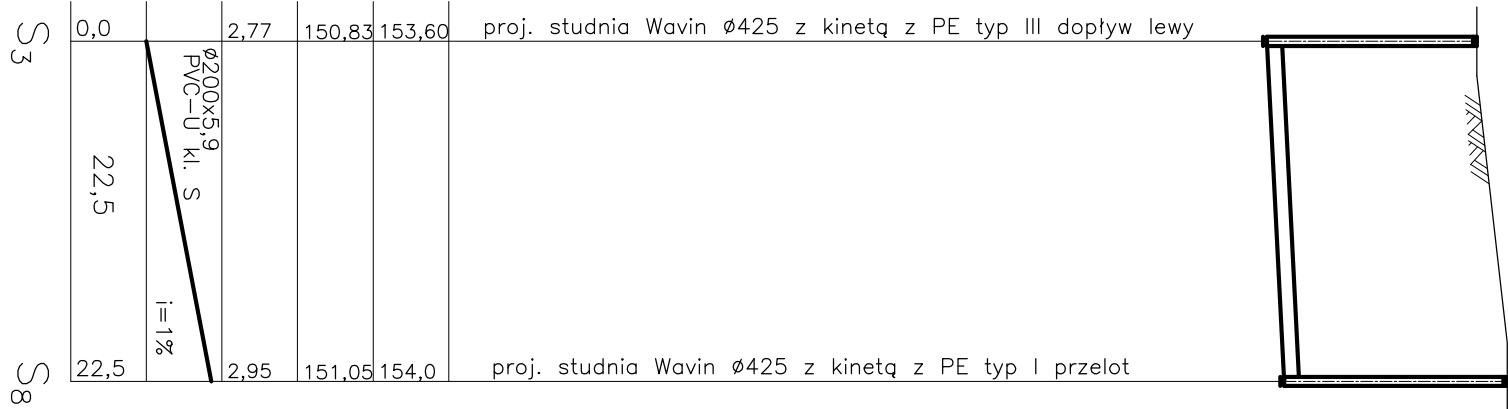 S3
0,0
2,77
150,83
153,60
proj. studnia Wavin Ø425 z kinetą z PE typ III dopływ lewy
Ø200x5,9
PVC-U kl. S
22,5
i=1%
S8
22,5
2,95
151,05
154,0
proj. studnia Wavin Ø425 z kinetą z PE typ I przelot